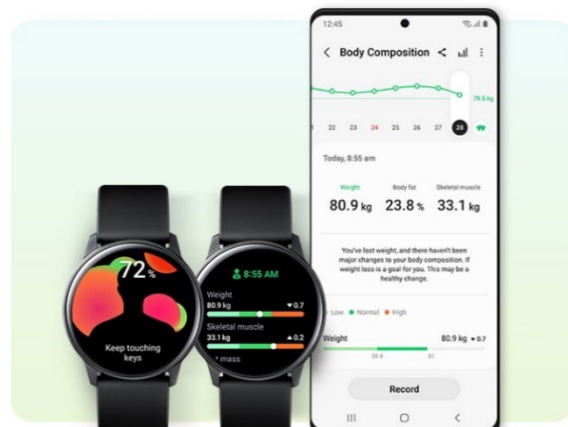 72%
Keep touching
keys
8:55 AM
Weight
80.9 kg ▼0.7
Skeletal muscle
33.1 kg ▲0.2
mass
12:45
< Body Composition
79.5 kg
22 23 24 25 26 27 28
Today, 8:55 am
Weight Body fat Skeletal muscle
80.9 kg 23.8 % 33.1 kg
You've lost weight, and there haven't been
major changes to your body composition. If
weight loss is a goal for you. This may be a
healthy change.
Low Normal High
Weight 80.9 kg ▼0.7
61
Record